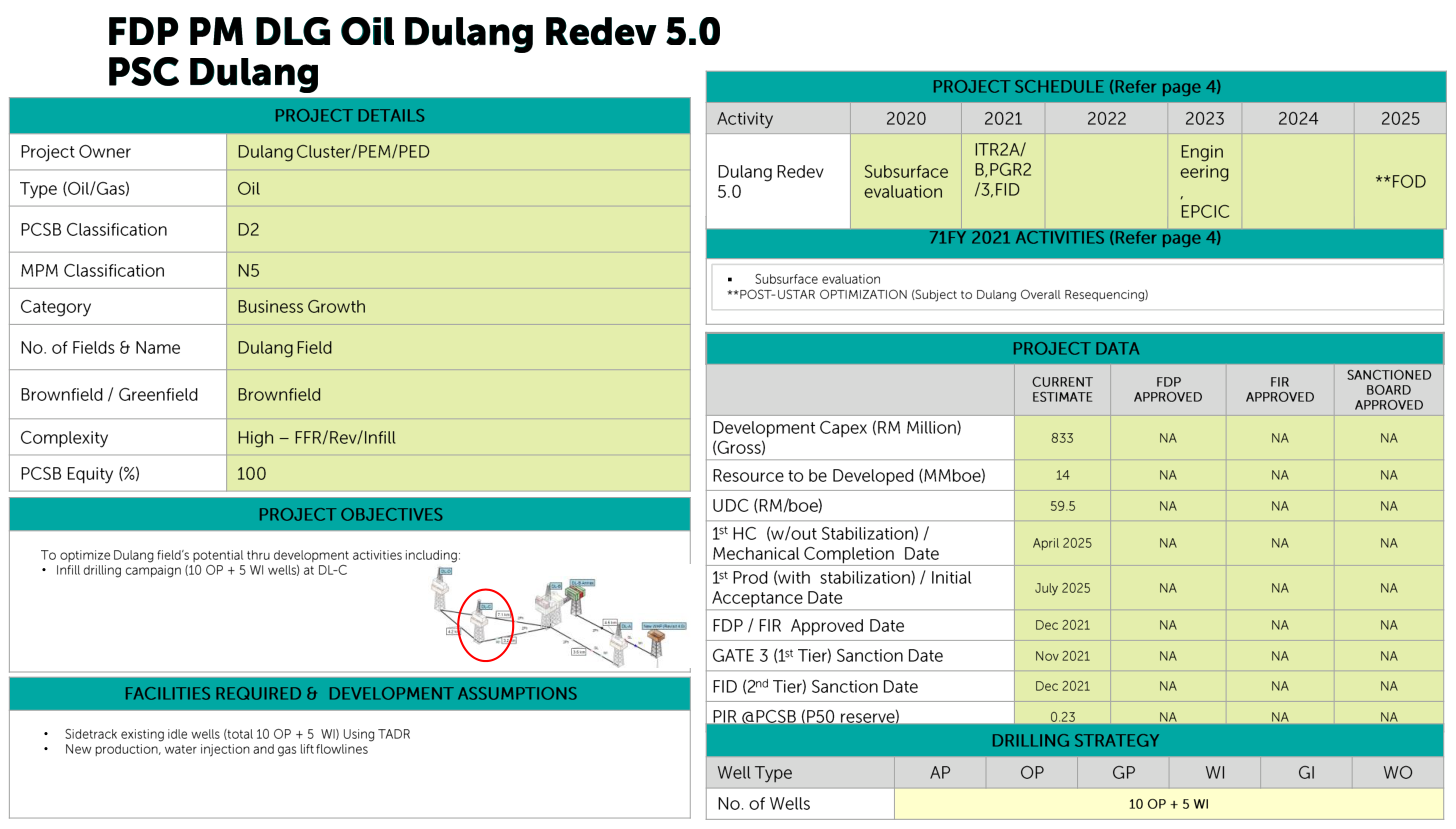 FDP PM DLG Oil Dulang Redev 5.0
PSC Dulang
PROJECT DETAILS
Project Owner Dulang Cluster/PEM/PED
Type (Oil/Gas) Oil
PCSB Classification D2
MPM Classification N5
Category Business Growth
No. of Fields & Name Dulang Field
Brownfield / Greenfield Brownfield
Complexity High – FFR/Rev/Infill
PCSB Equity (%) 100
PROJECT OBJECTIVES
To optimize Dulang field's potential thru development activities including:
• Infill drilling campaign (10 OP + 5 WI wells) at DL-C
FACILITIES REQUIRED & DEVELOPMENT ASSUMPTIONS
• Sidetrack existing idle wells (total 10 OP + 5 WI) Using TADR
• New production, water injection and gas lift flowlines
PROJECT SCHEDULE (Refer page 4)
Activity 2020 2021 2022 2023 2024 2025
Dulang Redev
5.0
Subsurface
evaluation
ITR2A/
B,PGR2
/3,FID
Engin
eering
,
EPCIC
**FOD
71FY 2021 ACTIVITIES (Refer page 4)
▪ Subsurface evaluation
**POST-USTAR OPTIMIZATION (Subject to Dulang Overall Resequencing)
PROJECT DATA
CURRENT
ESTIMATE
FDP
APPROVED
FIR
APPROVED
SANCTIONED
BOARD
APPROVED
Development Capex (RM Million)
(Gross)
833 NA NA NA
Resource to be Developed (MMboe) 14 NA NA NA
UDC (RM/boe) 59.5 NA NA NA
1st HC (w/out Stabilization) /
Mechanical Completion Date
April 2025 NA NA NA
1st Prod (with stabilization) / Initial
Acceptance Date
July 2025 NA NA NA
FDP / FIR Approved Date Dec 2021 NA NA NA
GATE 3 (1st Tier) Sanction Date Nov 2021 NA NA NA
FID (2nd Tier) Sanction Date Dec 2021 NA NA NA
PIR @PCSB (P50 reserve) 0.23 NA NA NA
DRILLING STRATEGY
Well Type AP OP GP WI GI WO
No. of Wells 10 OP + 5 WI